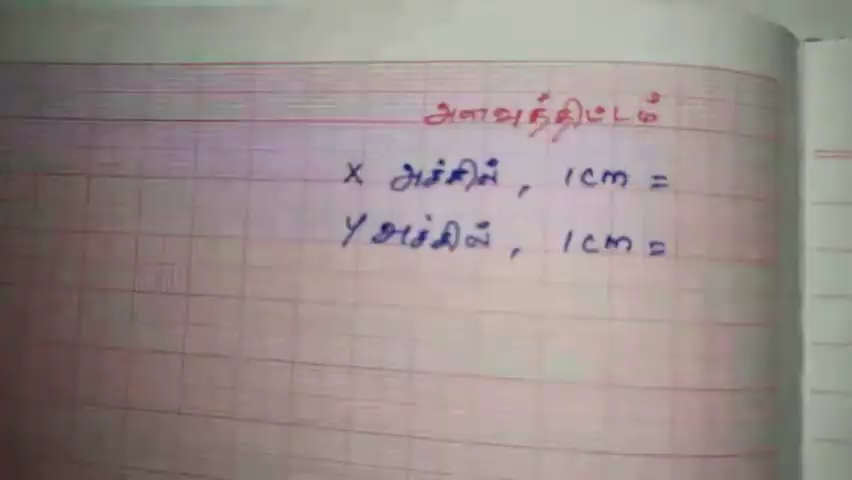 அளவுத்திட்டம்
X அச்சில், 1cm =
Y அச்சில், 1cm =